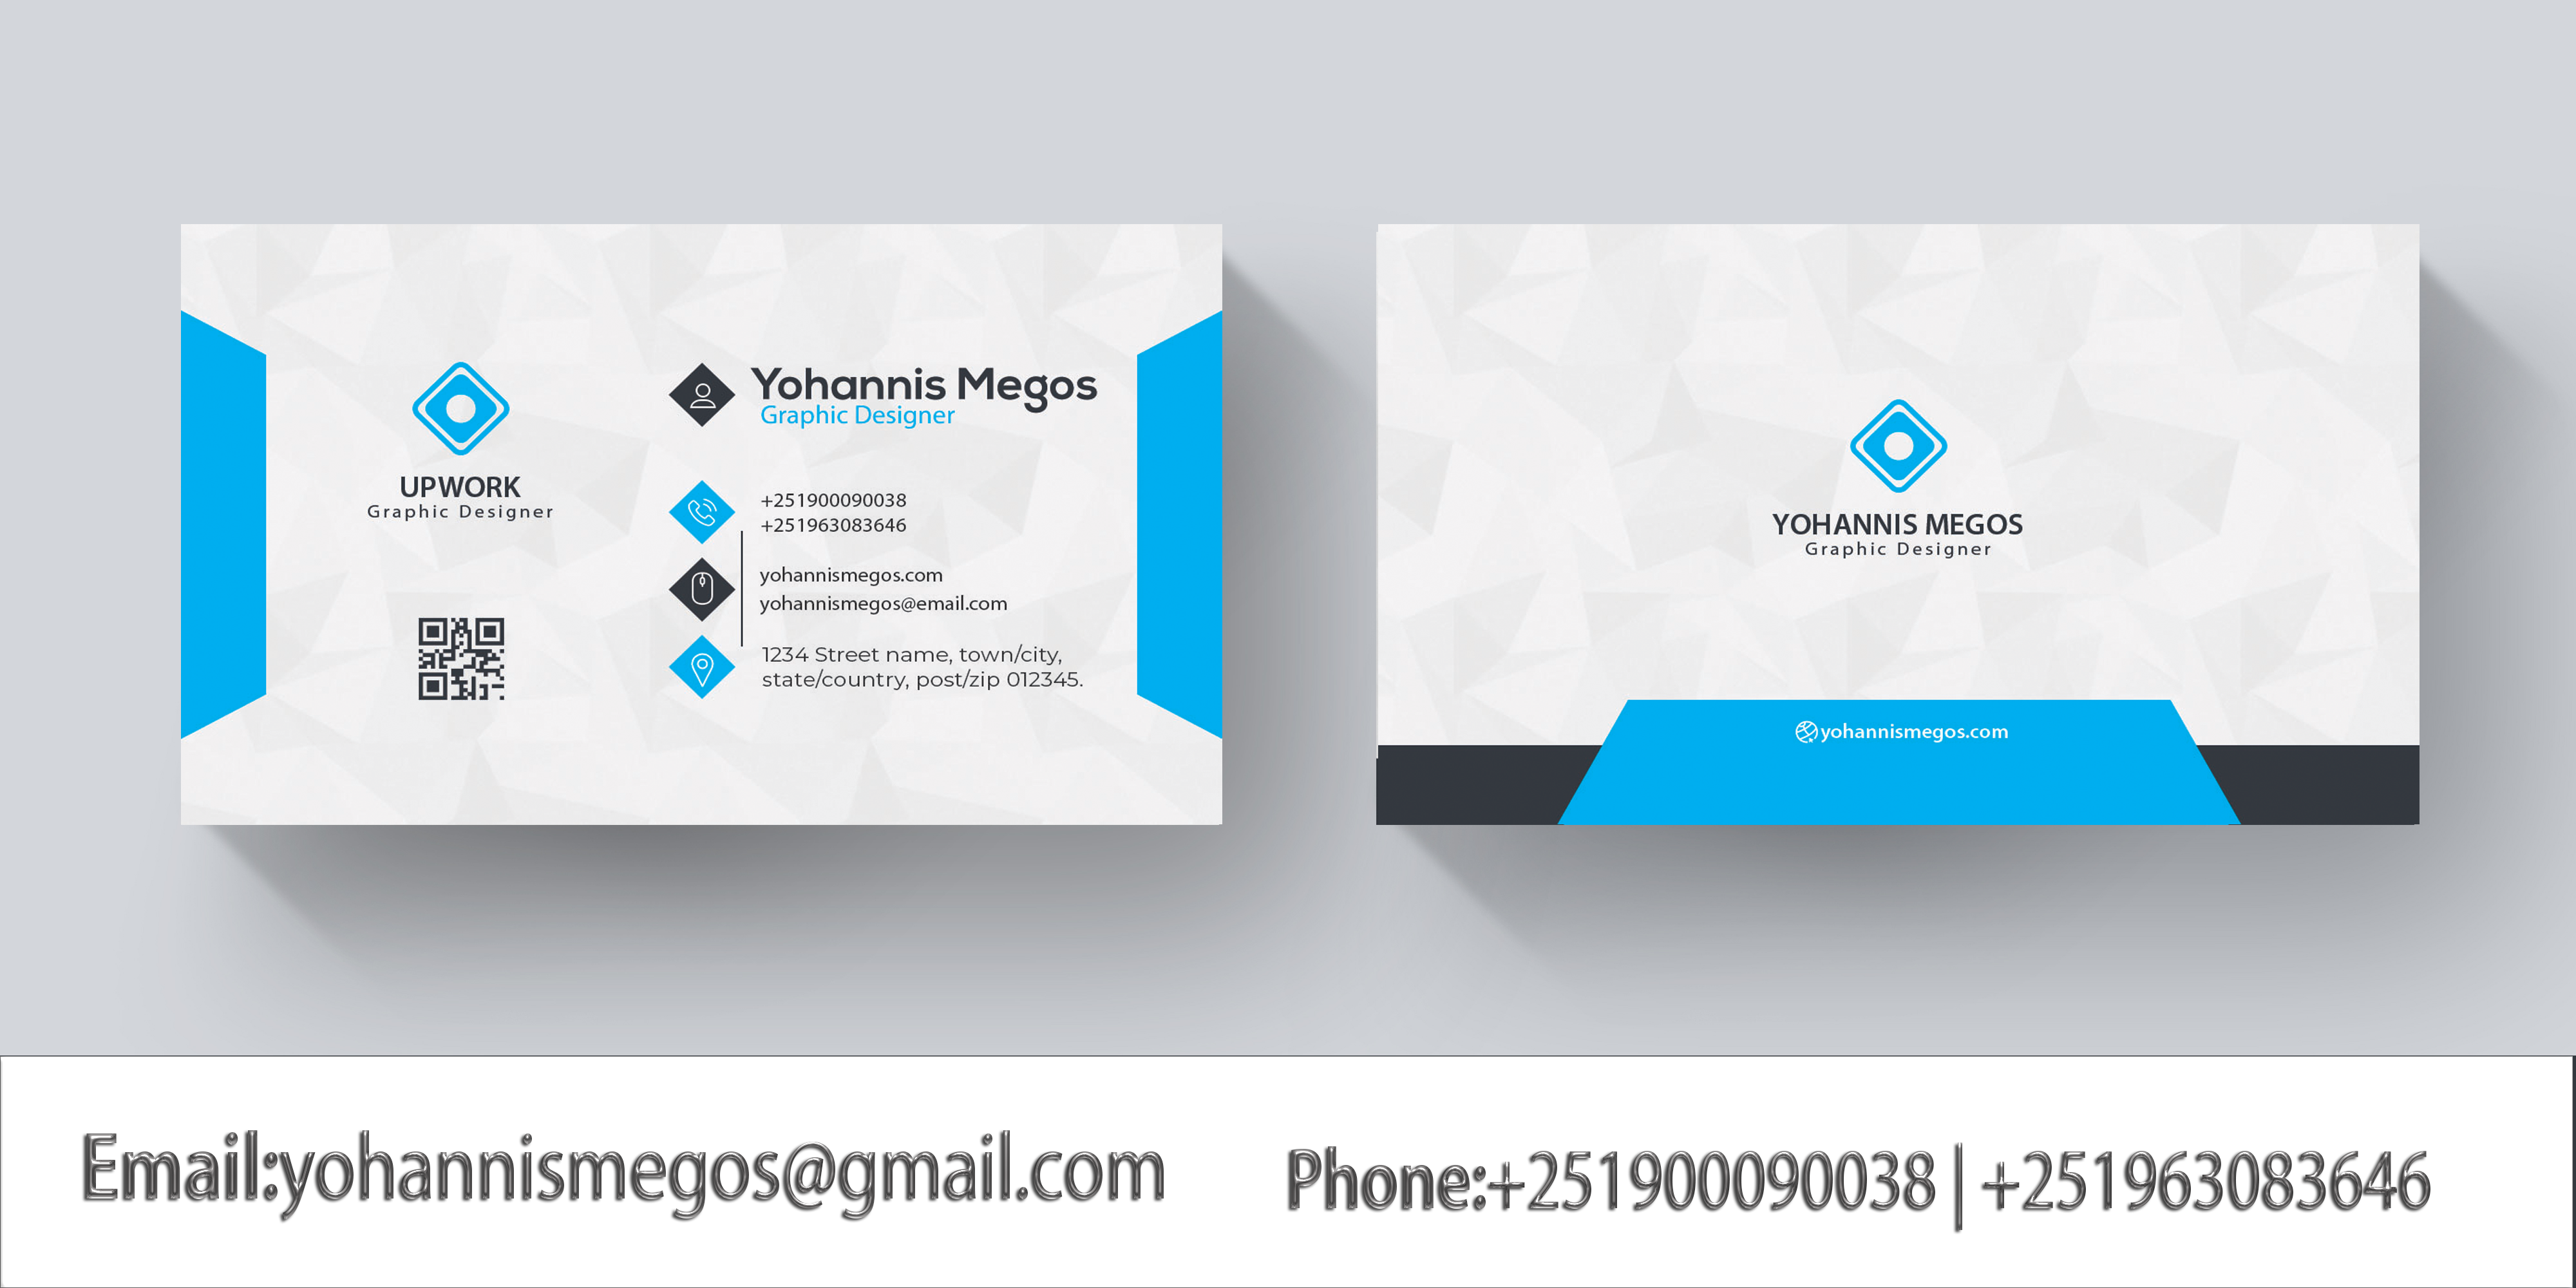 UPWORK
Graphic Designer
Yohannis Megos
Graphic Designer
+251900090038
+251963083646
yohannismegos.com
yohannismegos@email.com
1234 Street name, town/city,
state/country, post/zip 012345.
YOHANNIS MEGOS
Graphic Designer
yohannismegos.com
Email:yohannismegos@gmail.com
Phone:+251900090038 | +251963083646